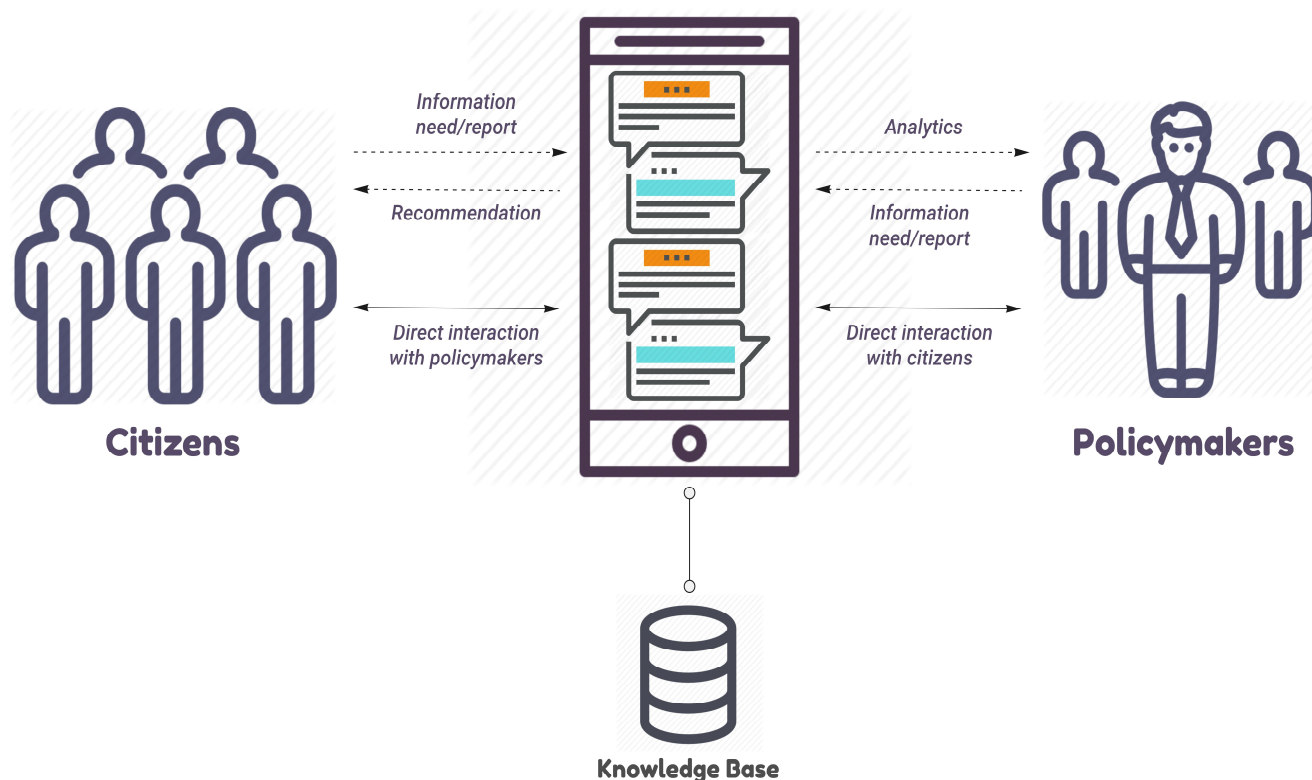 Information
need/report
Recommendation
Direct interaction
with policymakers
Citizens
Analytics
Information
need/report
Direct interaction
with citizens
Policymakers
Knowledge Base